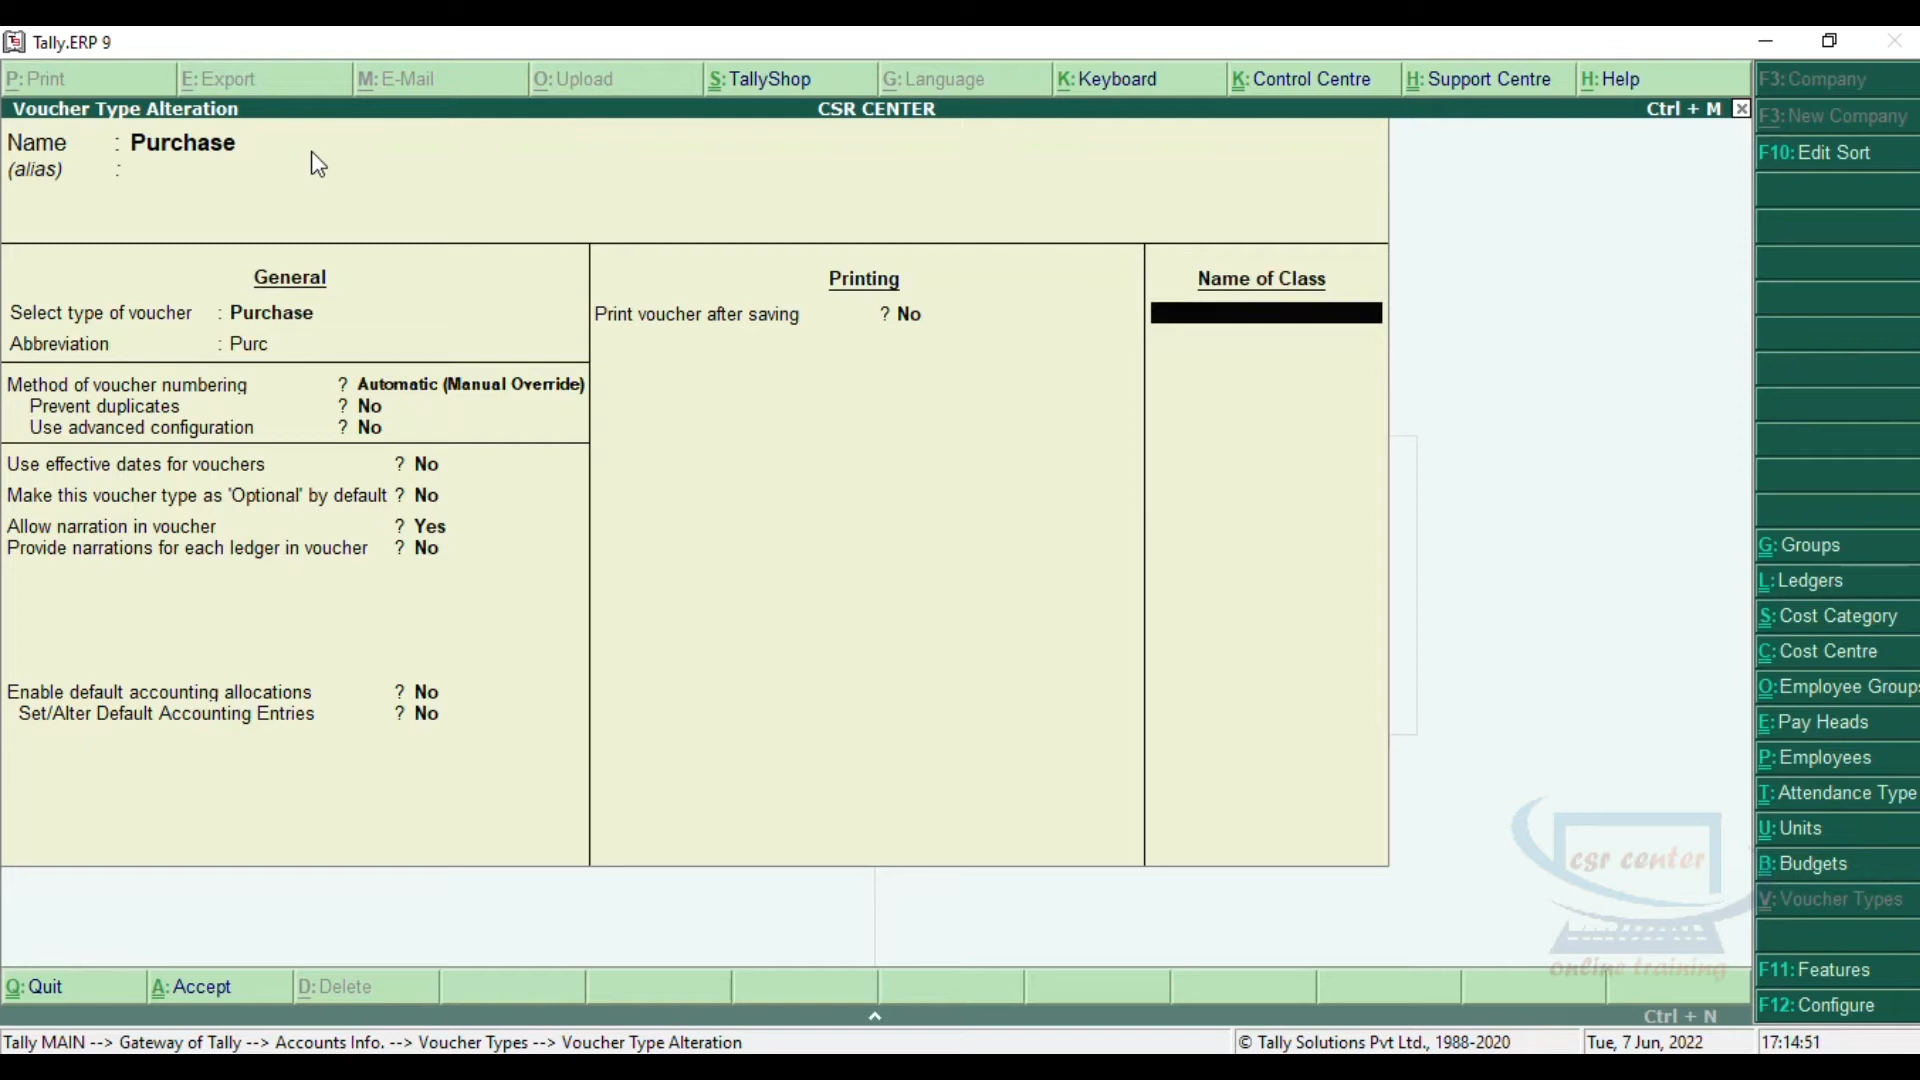 Tally.ERP 9
P: Print E: Export M: E-Mail O: Upload S: TallyShop G: Language K: Keyboard K: Control Centre H: Support Centre H: Help
Voucher Type Alteration CSR CENTER Ctrl + M
Name : Purchase
(alias) :
General
Select type of voucher : Purchase
Abbreviation : Purc
Method of voucher numbering ? Automatic (Manual Override)
Prevent duplicates ? No
Use advanced configuration ? No
Use effective dates for vouchers ? No
Make this voucher type as 'Optional' by default ? No
Allow narration in voucher ? Yes
Provide narrations for each ledger in voucher ? No
Enable default accounting allocations ? No
Set/Alter Default Accounting Entries ? No
Printing
Print voucher after saving ? No
Name of Class
F3: Company
F3: New Company
F10: Edit Sort
G: Groups
L: Ledgers
S: Cost Category
C: Cost Centre
O: Employee Groups
E: Pay Heads
P: Employees
T: Attendance Type
U: Units
B: Budgets
V: Voucher Types
F11: Features
F12: Configure
csr center
online training
Q: Quit A: Accept D: Delete
Ctrl + N
Tally MAIN --> Gateway of Tally --> Accounts Info. --> Voucher Types --> Voucher Type Alteration © Tally Solutions Pvt Ltd., 1988-2020 Tue, 7 Jun, 2022 17:14:51